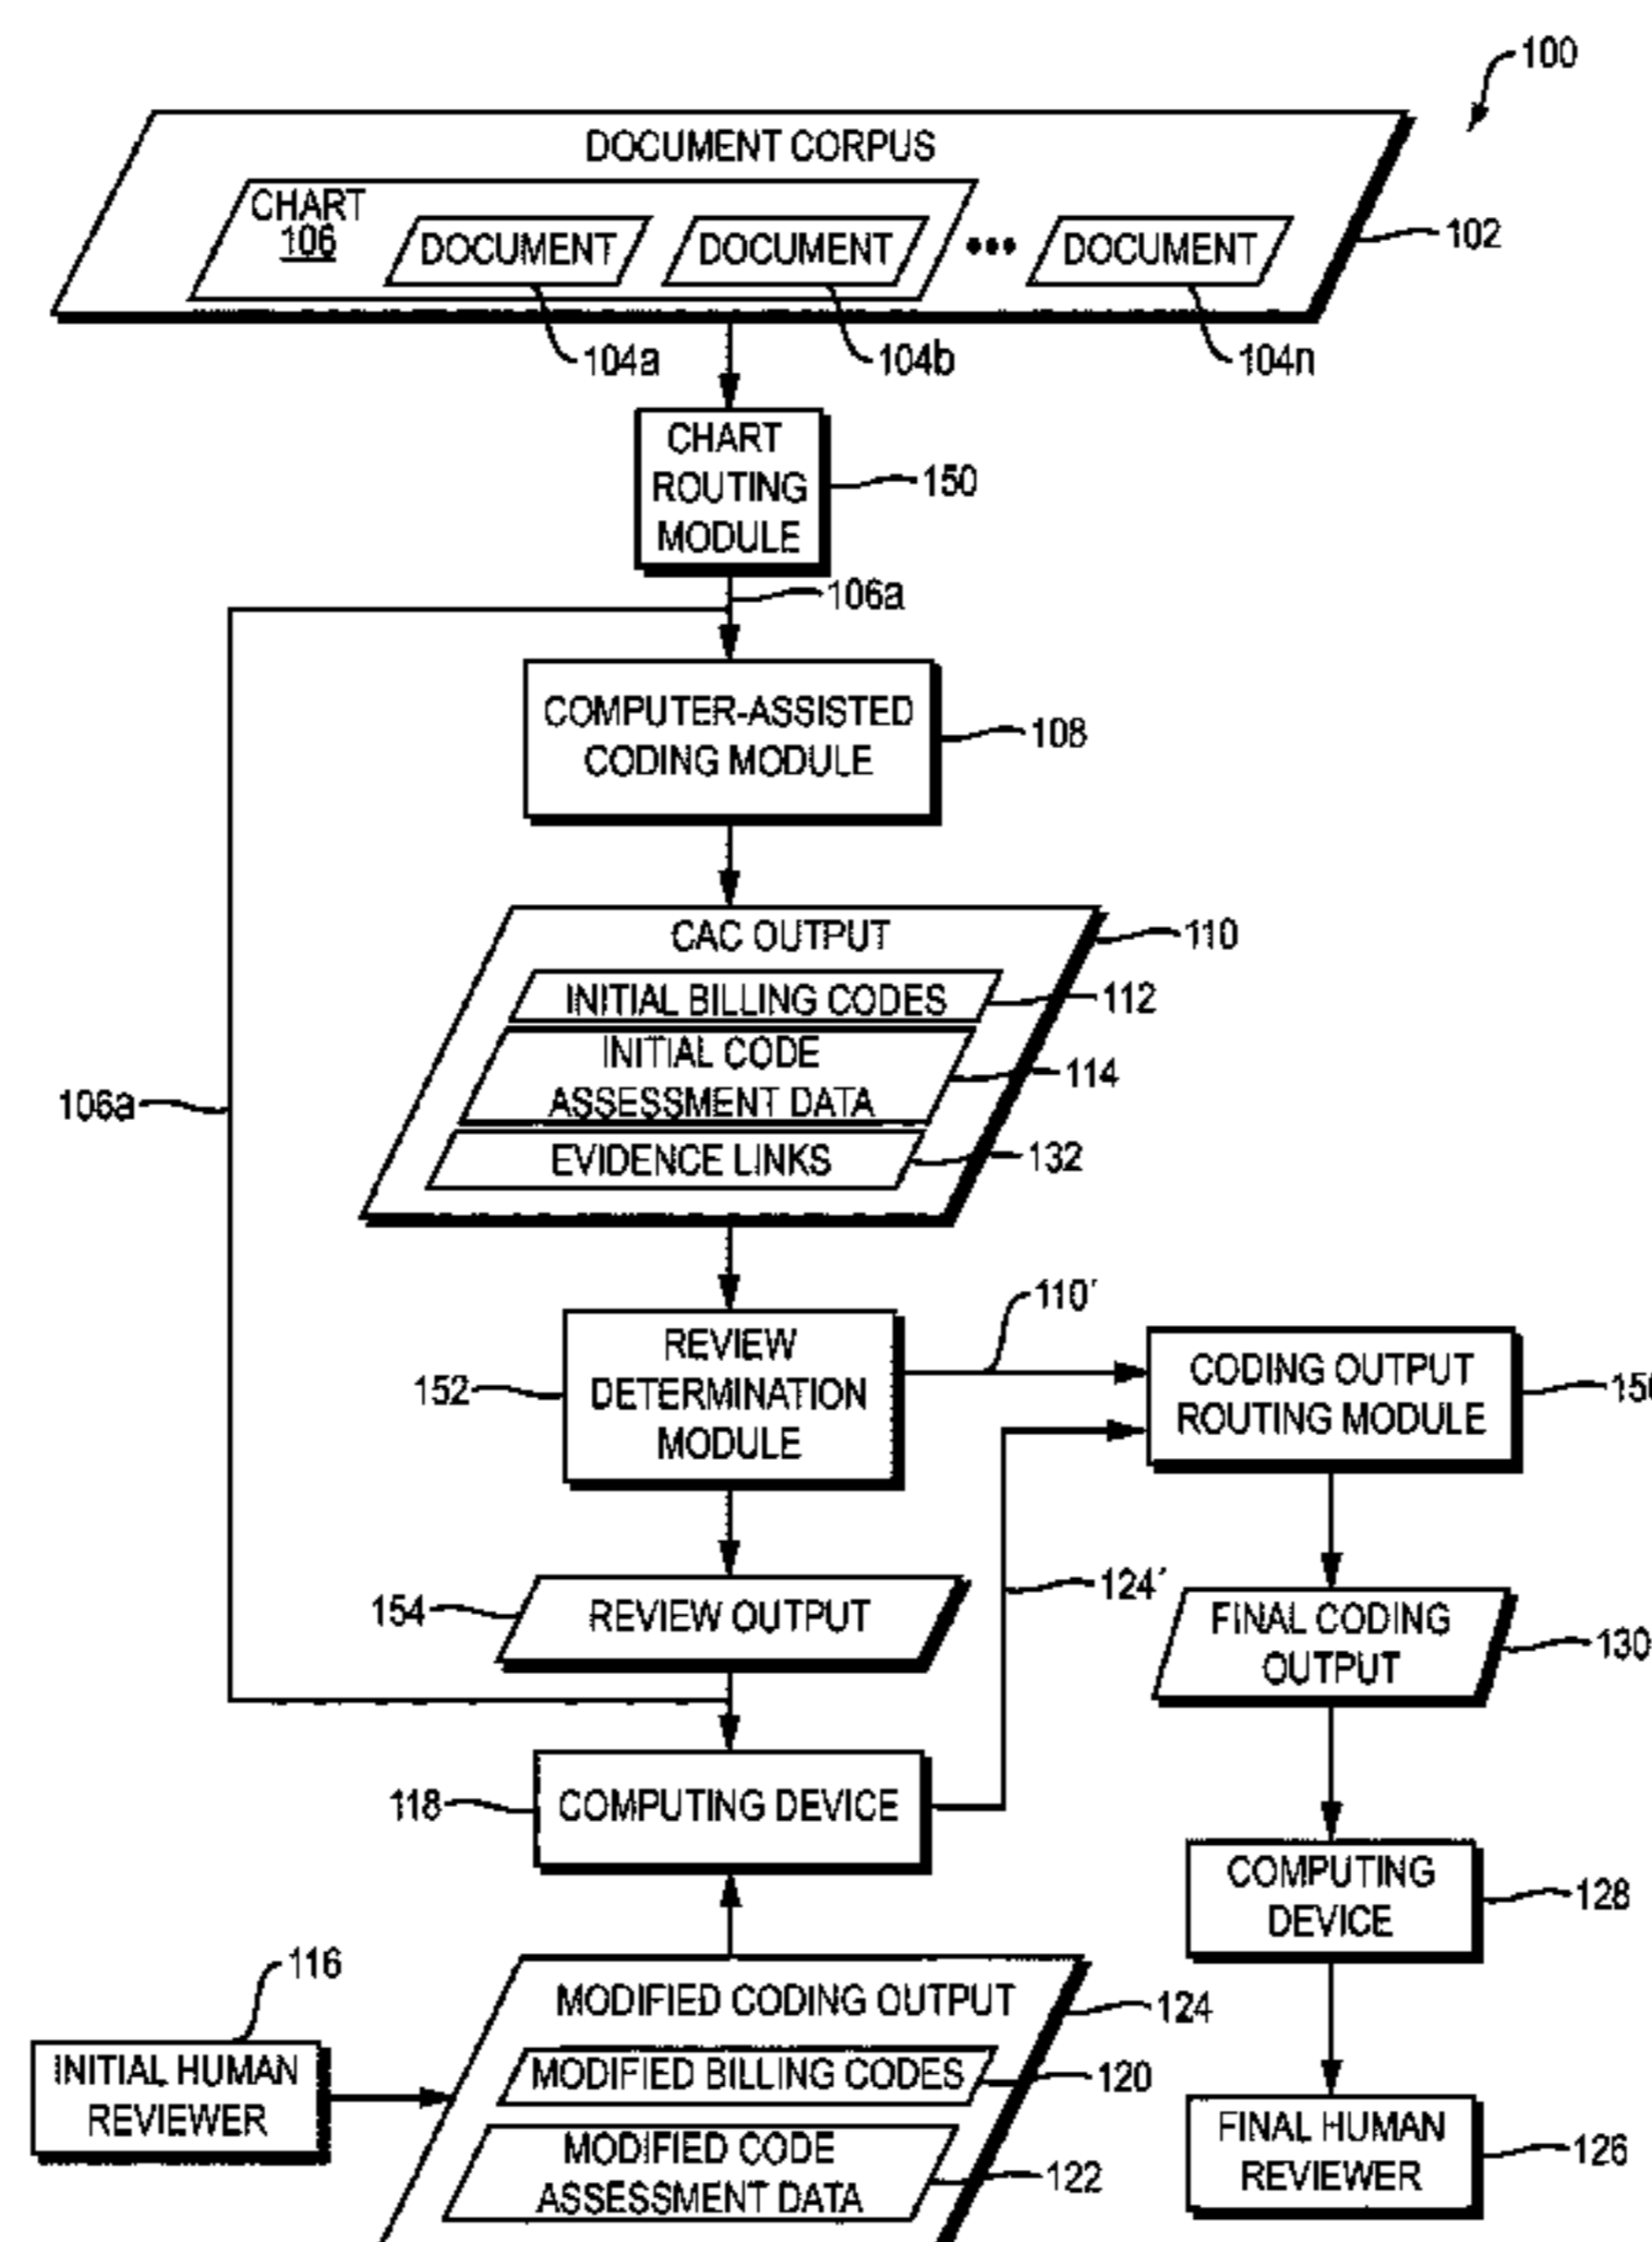 100
DOCUMENT CORPUS
CHART
106
DOCUMENT
DOCUMENT
•••
DOCUMENT
102
104a
104b
104n
CHART
ROUTING
MODULE
150
106a
COMPUTER-ASSISTED
CODING MODULE
108
CAC OUTPUT
110
INITIAL BILLING CODES
112
INITIAL CODE
ASSESSMENT DATA
114
106a
EVIDENCE LINKS
132
110´
REVIEW
DETERMINATION
MODULE
152
CODING OUTPUT
ROUTING MODULE
154
REVIEW OUTPUT
124´
FINAL CODING
OUTPUT
130
118
COMPUTING DEVICE
COMPUTING
DEVICE
128
116
INITIAL HUMAN
REVIEWER
MODIFIED CODING OUTPUT
124
MODIFIED BILLING CODES
120
MODIFIED CODE
ASSESSMENT DATA
122
FINAL HUMAN
REVIEWER
126